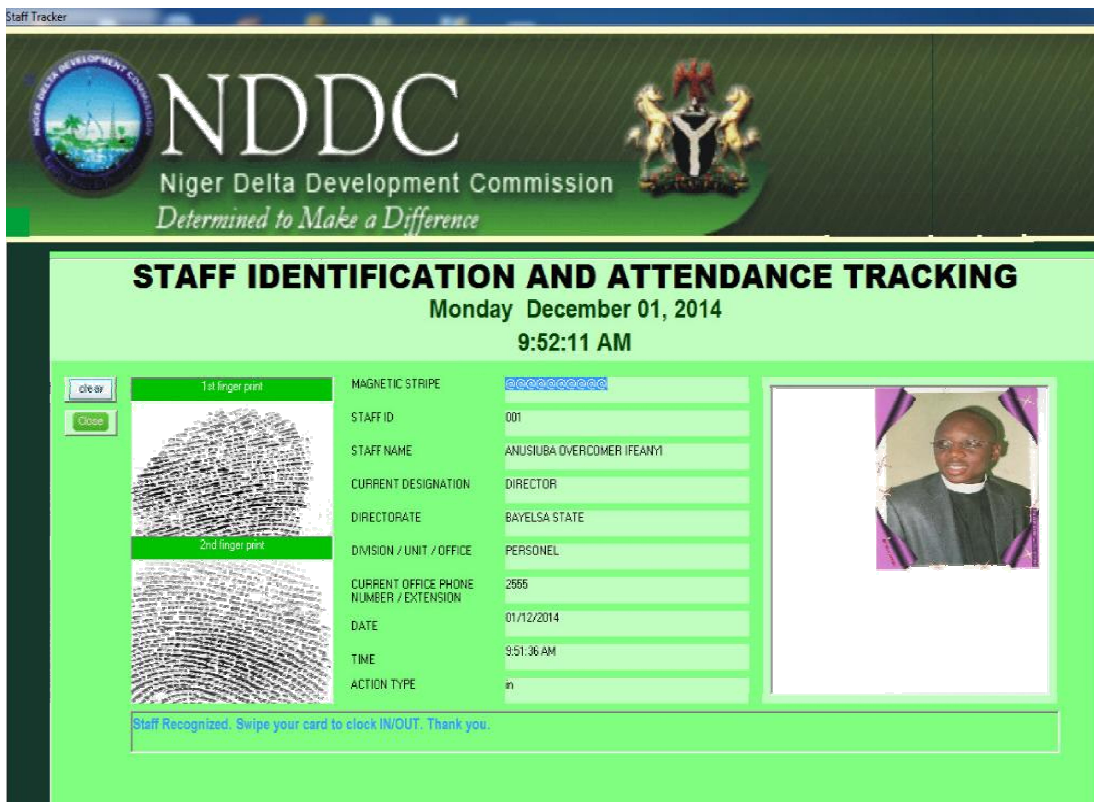 Staff Tracker
NIGER DELTA DEVELOPMENT COMMISSION
NDDC
Niger Delta Development Commission
Determined to Make a Difference
STAFF IDENTIFICATION AND ATTENDANCE TRACKING
Monday December 01, 2014
9:52:11 AM
clear
Close
1st finger print
2nd finger print
MAGNETIC STRIPE @@@@@@@@@@
STAFF ID 001
STAFF NAME ANUSIUBA OVERCOMER IFEANYI
CURRENT DESIGNATION DIRECTOR
DIRECTORATE BAYELSA STATE
DIVISION / UNIT / OFFICE PERSONEL
CURRENT OFFICE PHONE 2555
NUMBER / EXTENSION
DATE 01/12/2014
TIME 9:51:36 AM
ACTION TYPE in
Staff Recognized. Swipe your card to clock IN/OUT. Thank you.